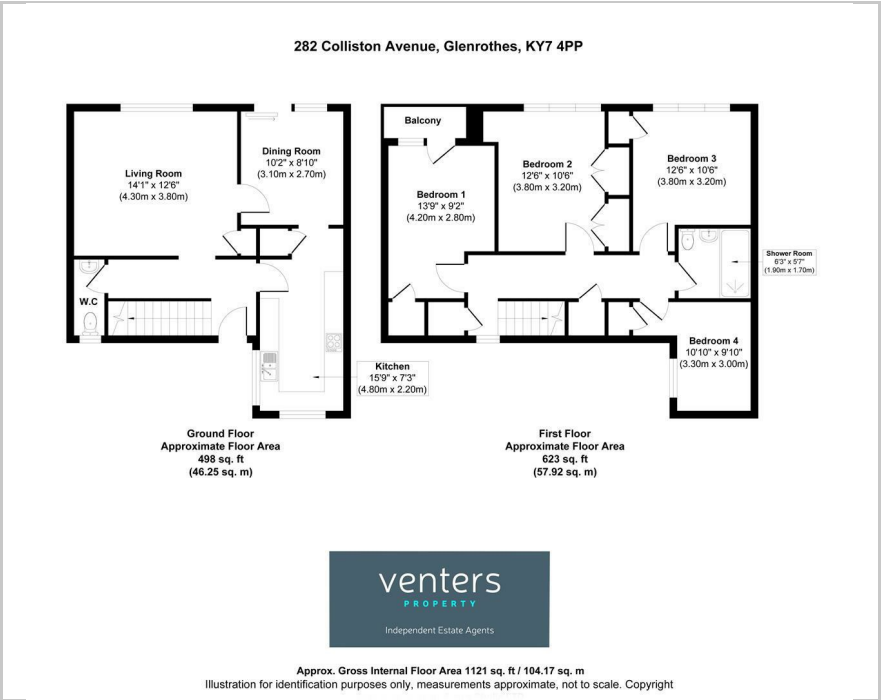 282 Colliston Avenue, Glenrothes, KY7 4PP
Living Room
14'1" x 12'6"
(4.30m x 3.80m)
Dining Room
10'2" x 8'10"
(3.10m x 2.70m)
W.C
Kitchen
15'9" x 7'3"
(4.80m x 2.20m)
Ground Floor
Approximate Floor Area
498 sq. ft
(46.25 sq. m)
Balcony
Bedroom 1
13'9" x 9'2"
(4.20m x 2.80m)
Bedroom 2
12'6" x 10'6"
(3.80m x 3.20m)
Bedroom 3
12'6" x 10'6"
(3.80m x 3.20m)
Shower Room
6'3" x 5'7"
(1.90m x 1.70m)
Bedroom 4
10'10" x 9'10"
(3.30m x 3.00m)
First Floor
Approximate Floor Area
623 sq. ft
(57.92 sq. m)
venters
PROPERTY
Independent Estate Agents
Approx. Gross Internal Floor Area 1121 sq. ft / 104.17 sq. m
Illustration for identification purposes only, measurements approximate, not to scale. Copyright